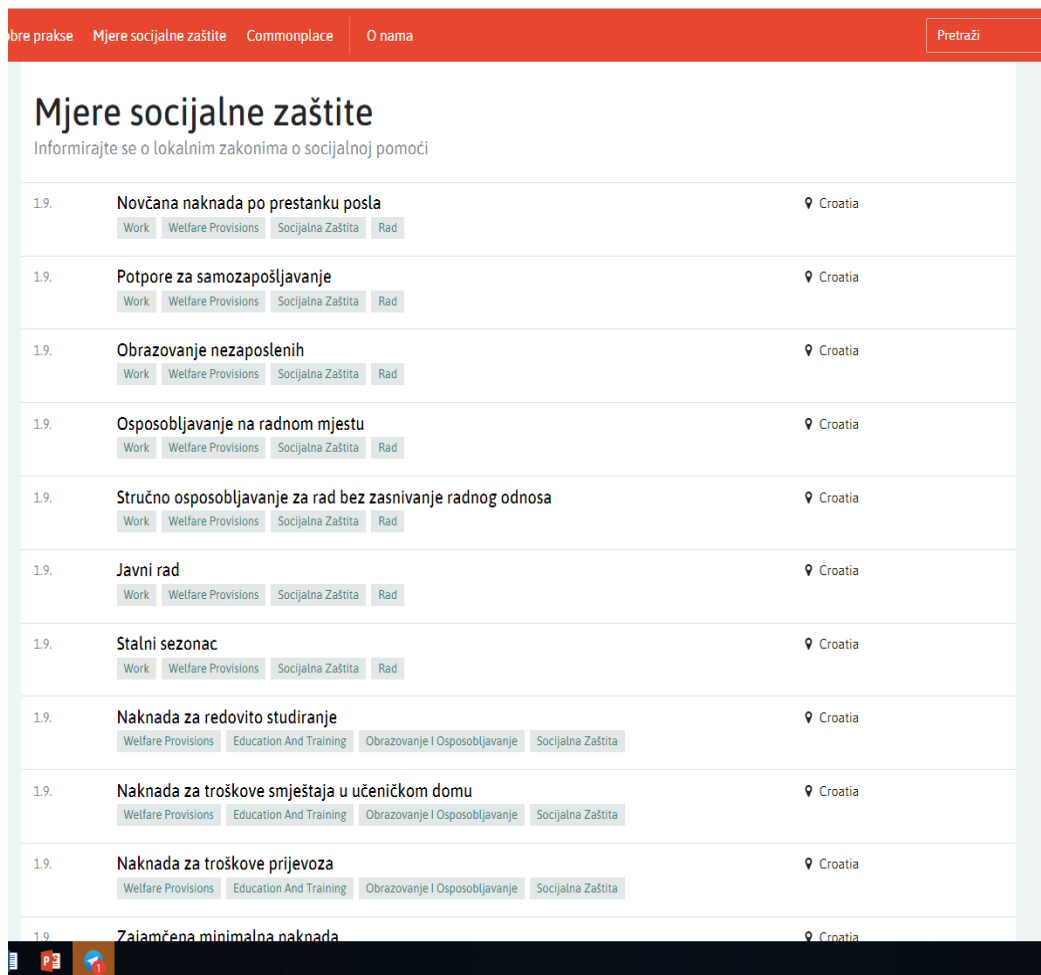 obre prakse Mjere socijalne zaštite Commonplace O nama Pretraži
Mjere socijalne zaštite
Informirajte se o lokalnim zakonima o socijalnoj pomoći
1.9. Novčana naknada po prestanku posla Croatia
Work Welfare Provisions Socijalna Zaštita Rad
1.9. Potpore za samozapošljavanje Croatia
Work Welfare Provisions Socijalna Zaštita Rad
1.9. Obrazovanje nezaposlenih Croatia
Work Welfare Provisions Socijalna Zaštita Rad
1.9. Osposobljavanje na radnom mjestu Croatia
Work Welfare Provisions Socijalna Zaštita Rad
1.9. Stručno osposobljavanje za rad bez zasnivanje radnog odnosa Croatia
Work Welfare Provisions Socijalna Zaštita Rad
1.9. Javni rad Croatia
Work Welfare Provisions Socijalna Zaštita Rad
1.9. Stalni sezonac Croatia
Work Welfare Provisions Socijalna Zaštita Rad
1.9. Naknada za redovito studiranje Croatia
Welfare Provisions Education And Training Obrazovanje I Osposobljavanje Socijalna Zaštita
1.9. Naknada za troškove smještaja u učeničkom domu Croatia
Welfare Provisions Education And Training Obrazovanje I Osposobljavanje Socijalna Zaštita
1.9. Naknada za troškove prijevoza Croatia
Welfare Provisions Education And Training Obrazovanje I Osposobljavanje Socijalna Zaštita
1.9. Zajamčena minimalna naknada Croatia
1